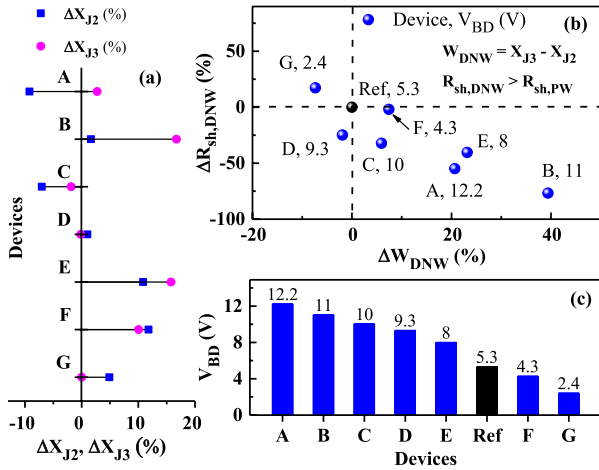 ΔX_J2 (%)
ΔX_J3 (%)
(a)
A
B
C
D
E
F
G
Devices
-10 0 10 20
ΔX_J2, ΔX_J3 (%)
Device, V_BD (V)
(b)
W_DNW = X_J3 - X_J2
R_sh,DNW > R_sh,PW
G, 2.4
Ref, 5.3
F, 4.3
D, 9.3
C, 10
E, 8
A, 12.2
B, 11
50
0
-50
-100
ΔR_sh,DNW (%)
-20 0 20 40
ΔW_DNW (%)
(c)
12.2 11 10 9.3 8 5.3 4.3 2.4
12
8
4
0
V_BD (V)
A B C D E Ref F G
Devices